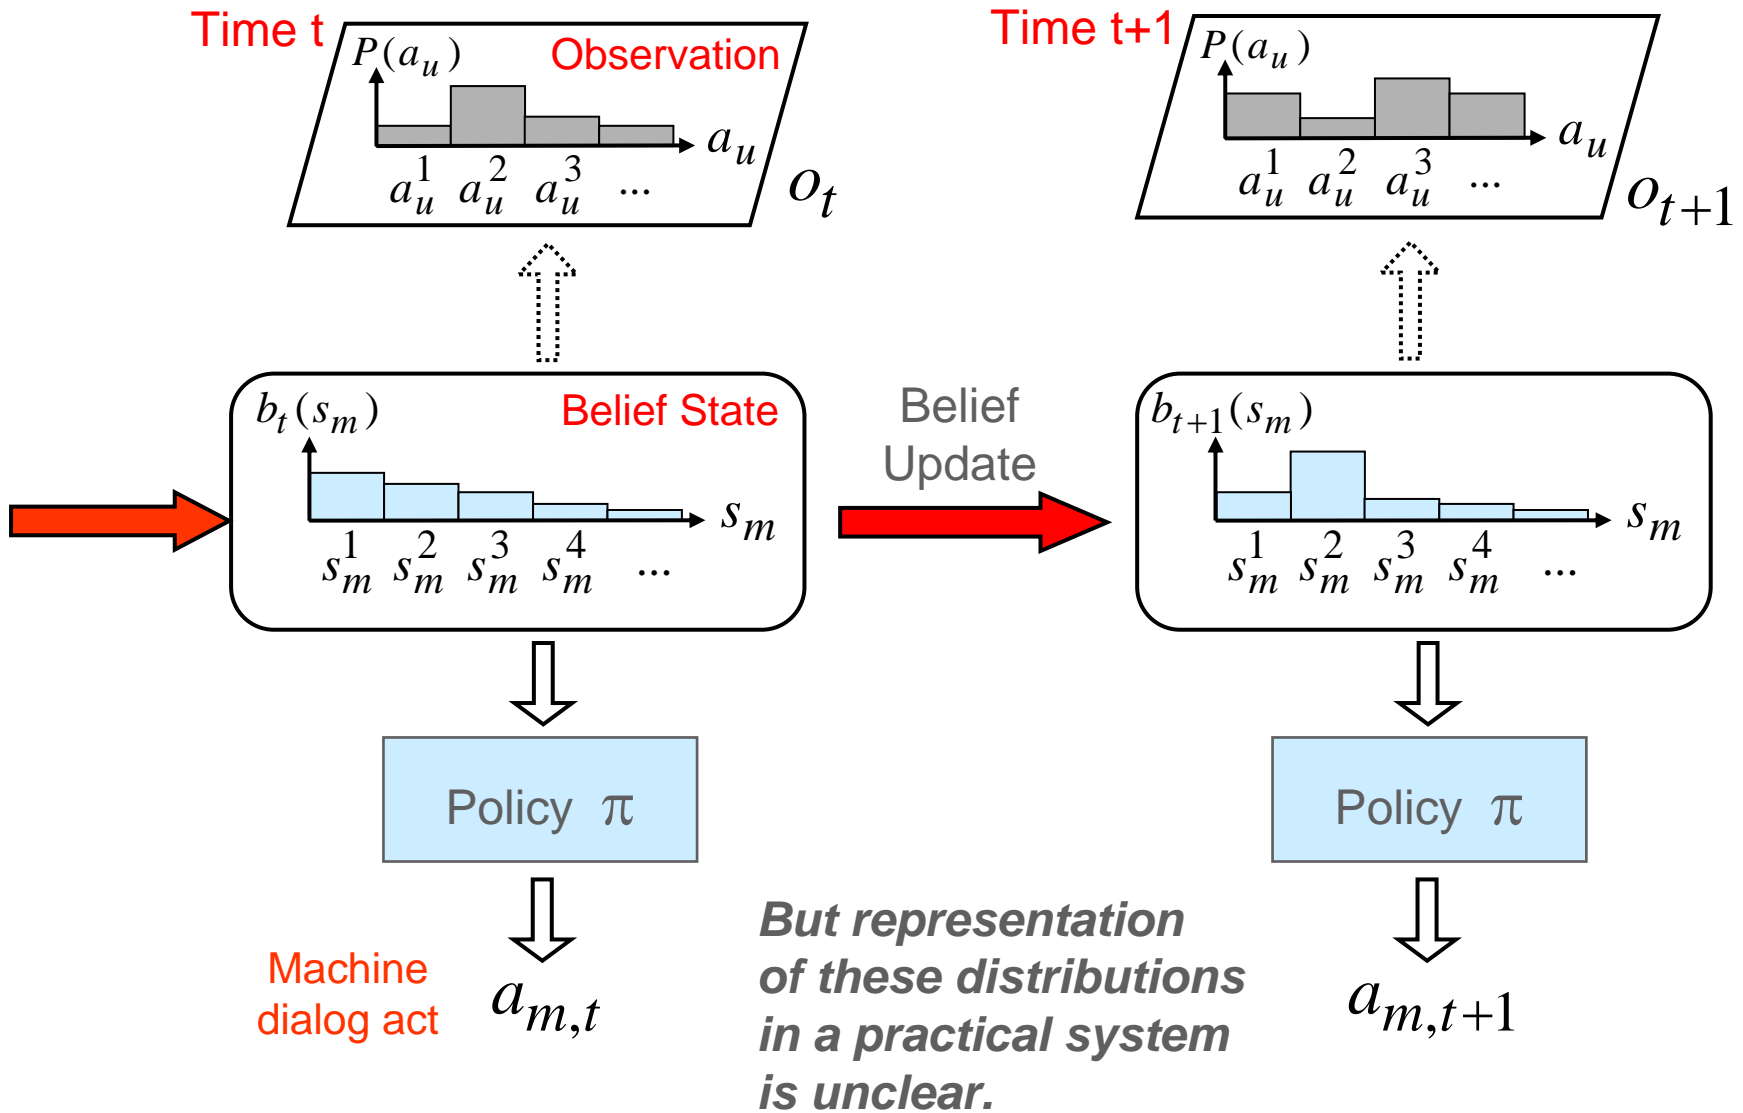 Time t
P(a_u)
Observation
a_u
a_u^1 a_u^2 a_u^3 ...
o_t
Time t+1
P(a_u)
a_u
a_u^1 a_u^2 a_u^3 ...
o_{t+1}
b_t(s_m)
Belief State
s_m
s_m^1 s_m^2 s_m^3 s_m^4 ...
Belief
Update
b_{t+1}(s_m)
s_m
s_m^1 s_m^2 s_m^3 s_m^4 ...
Policy π
Policy π
Machine
dialog act
a_{m,t}
But representation
of these distributions
in a practical system
is unclear.
a_{m,t+1}